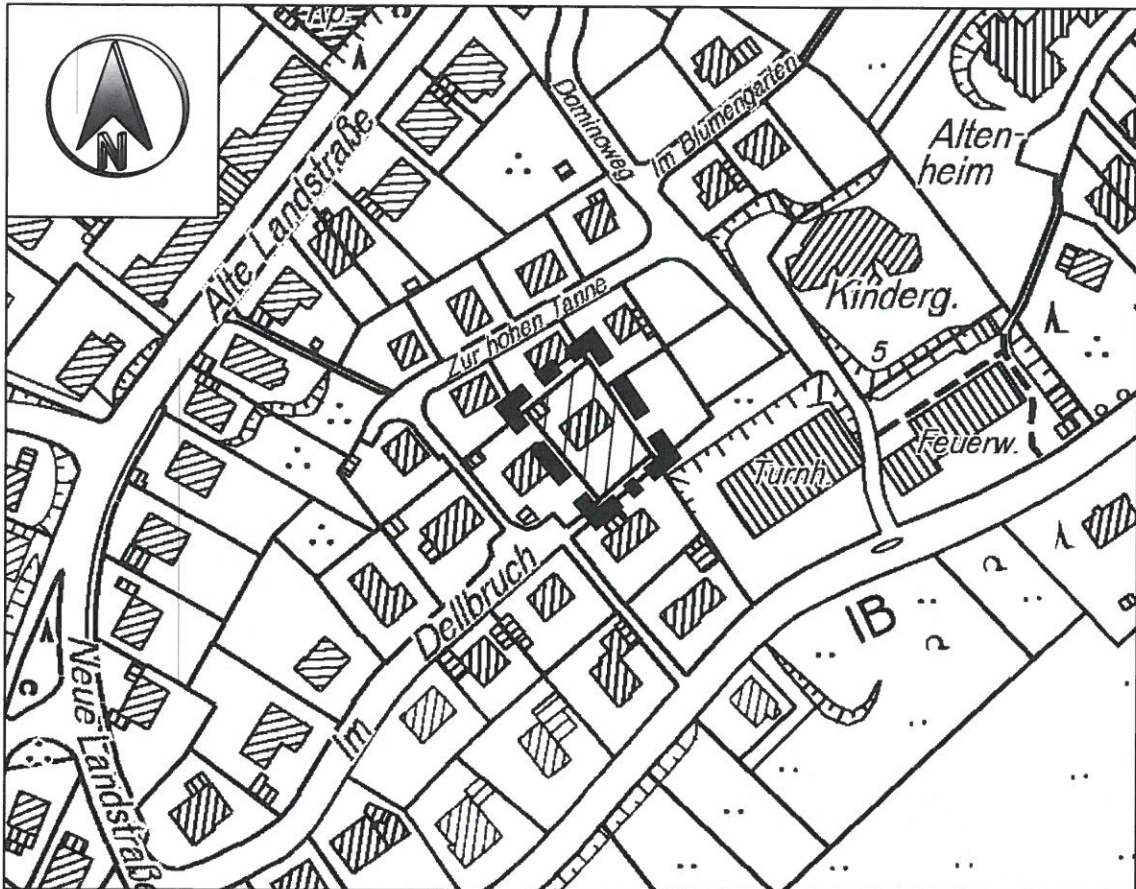 N
Kp.
Alte Landstraße
Dominoweg
Im Blumengarten
Alten-
heim
Kinderg.
5
Zur hohen Tanne
Feuerw.
Turnh.
Im Dellbruch
IB
Neue Landstraße